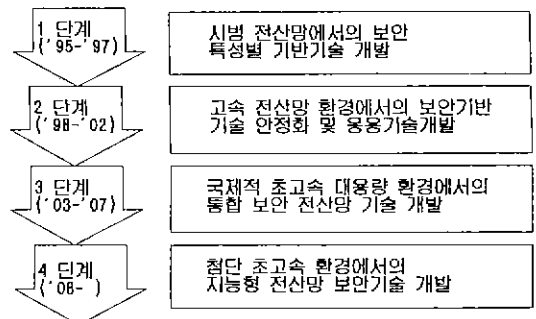 1 단계
('95-'97)
시범 전산망에서의 보안
특성별 기반기술 개발
2 단계
('98-'02)
고속 전산망 환경에서의 보안기반
기술 안정화 및 응용기술개발
3 단계
('03-'07)
국제적 초고속 대용량 환경에서의
통합 보안 전산망 기술 개발
4 단계
('08- )
첨단 초고속 환경에서의
지능형 전산망 보안기술 개발